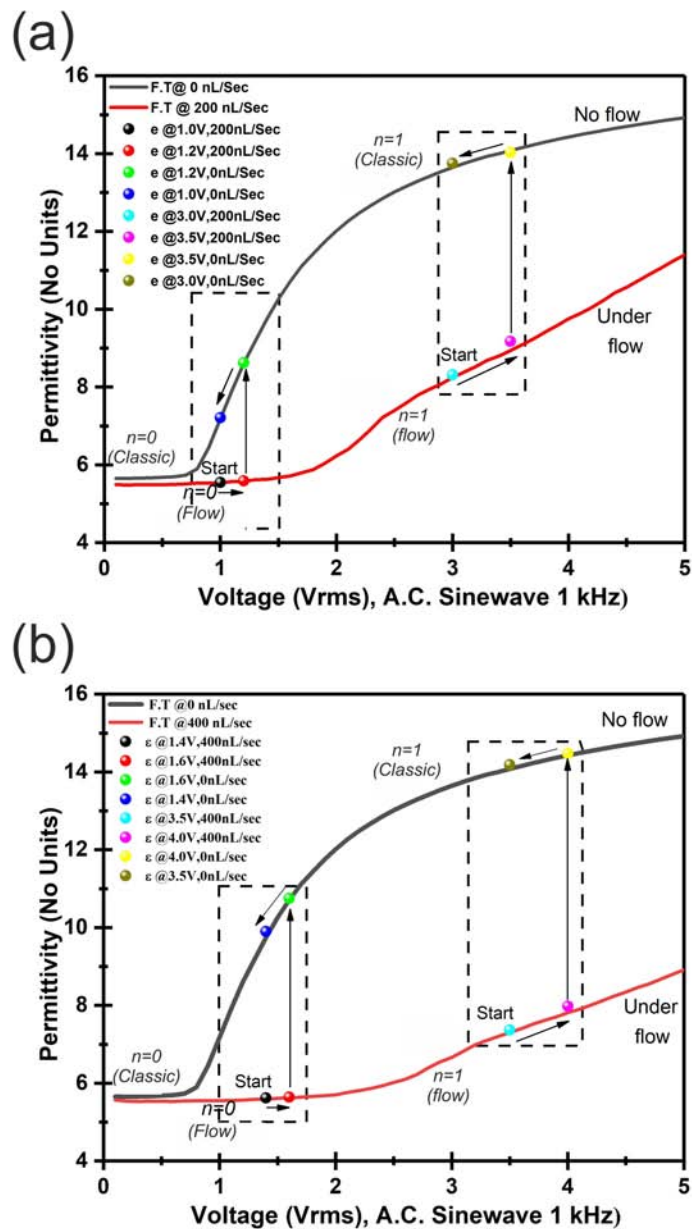 (a)
16
14
12
10
8
6
4
Permittivity (No Units)
F.T@ 0 nL/Sec
F.T @ 200 nL/Sec
e @1.0V,200nL/Sec
e @1.2V,200nL/Sec
e @1.2V,0nL/Sec
e @1.0V,0nL/Sec
e @3.0V,200nL/Sec
e @3.5V,200nL/Sec
e @3.5V,0nL/Sec
e @3.0V,0nL/Sec
No flow
n=1
(Classic)
Under
flow
Start
n=1
(flow)
n=0
(Classic)
Start
n=0
(Flow)
0
1
2
3
4
5
Voltage (Vrms), A.C. Sinewave 1 kHz)
(b)
16
14
12
10
8
6
4
Permittivity (No Units)
F.T @0 nL/sec
F.T @400 nL/sec
ε @1.4V,400nL/sec
ε @1.6V,400nL/sec
ε @1.6V,0nL/sec
ε @1.4V,0nL/sec
ε @3.5V,400nL/sec
ε @4.0V,400nL/sec
ε @4.0V,0nL/sec
ε @3.5V,0nL/sec
No flow
n=1
(Classic)
Start
Under
flow
n=1
(flow)
n=0
(Classic)
Start
n=0
(Flow)
0
1
2
3
4
5
Voltage (Vrms), A.C. Sinewave 1 kHz)